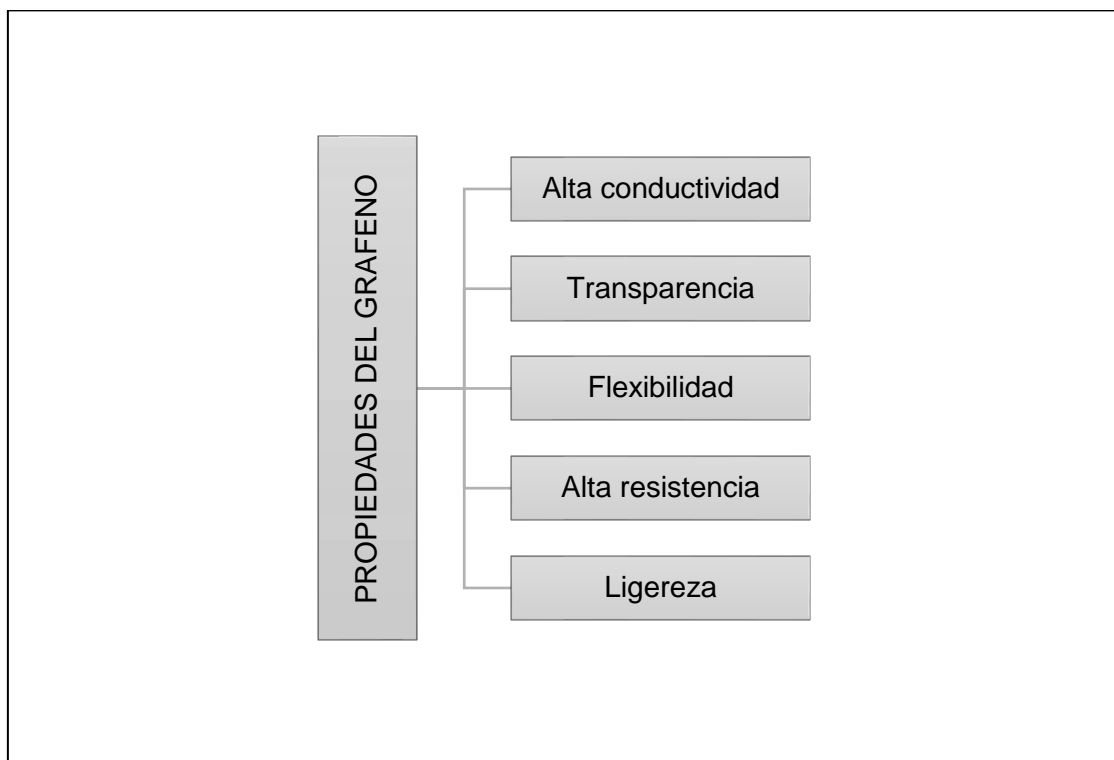 PROPIEDADES DEL GRAFENO
Alta conductividad
Transparencia
Flexibilidad
Alta resistencia
Ligereza